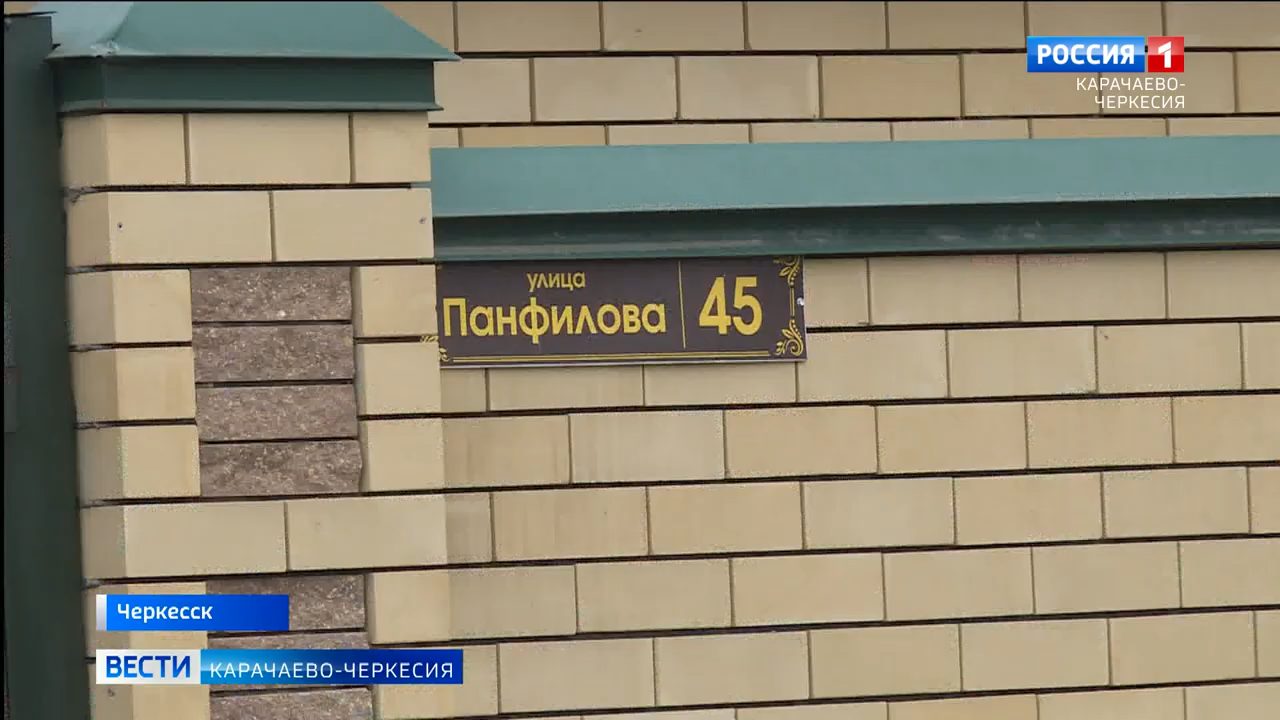 РОССИЯ 1
КАРАЧАЕВО-
ЧЕРКЕСИЯ
улица
Панфилова 45
Черкесск
ВЕСТИ КАРАЧАЕВО-ЧЕРКЕСИЯ